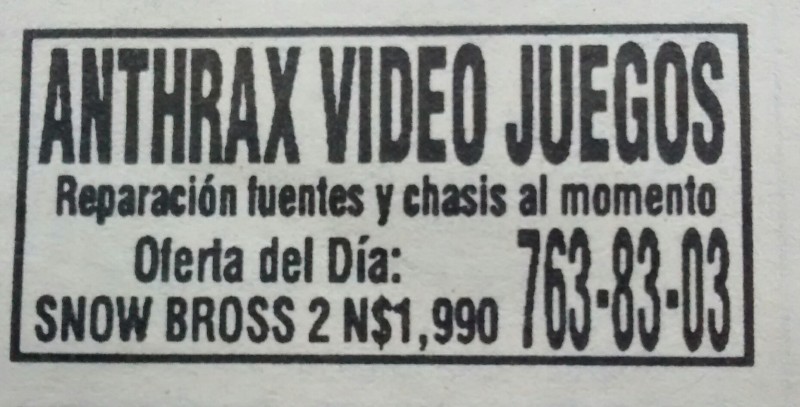 ANTHRAX VIDEO JUEGOS
Reparación fuentes y chasis al momento
Oferta del Día:
SNOW BROSS 2 N$1,990
763-83-03